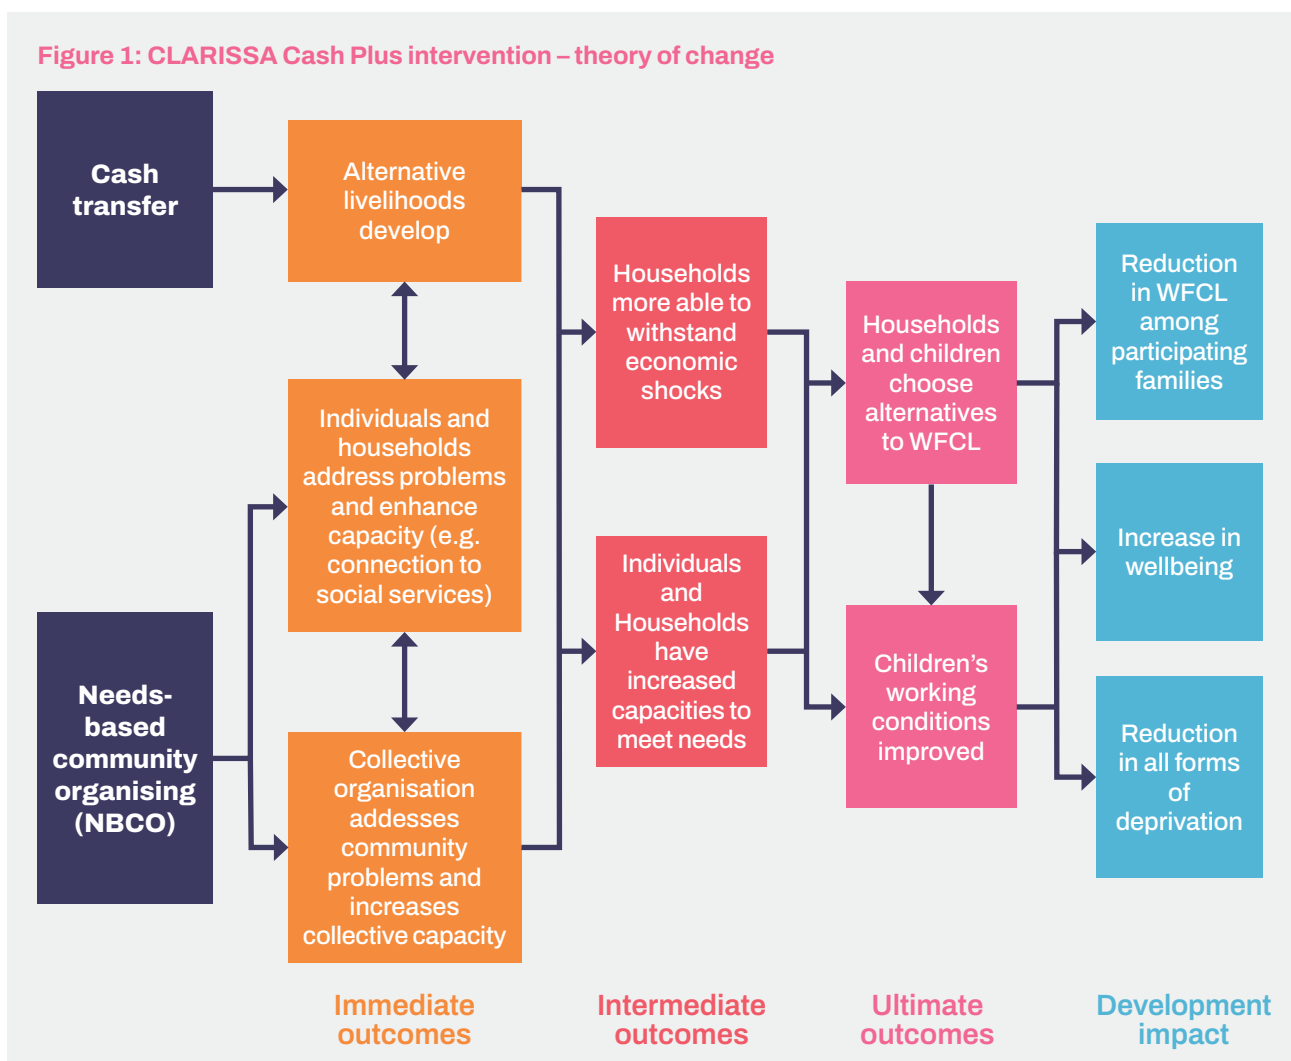 Figure 1: CLARISSA Cash Plus intervention – theory of change
Cash
transfer
Needs-
based
community
organising
(NBCO)
Alternative
livelihoods
develop
Individuals and
households
address problems
and enhance
capacity (e.g.
connection to
social services)
Collective
organisation
addesses
community
problems and
increases
collective capacity
Households
more able to
withstand
economic
shocks
Individuals
and
Households
have
increased
capacities to
meet needs
Households
and children
choose
alternatives
to WFCL
Children’s
working
conditions
improved
Reduction
in WFCL
among
participating
families
Increase in
wellbeing
Reduction
in all forms
of
deprivation
Immediate
outcomes
Intermediate
outcomes
Ultimate
outcomes
Development
impact